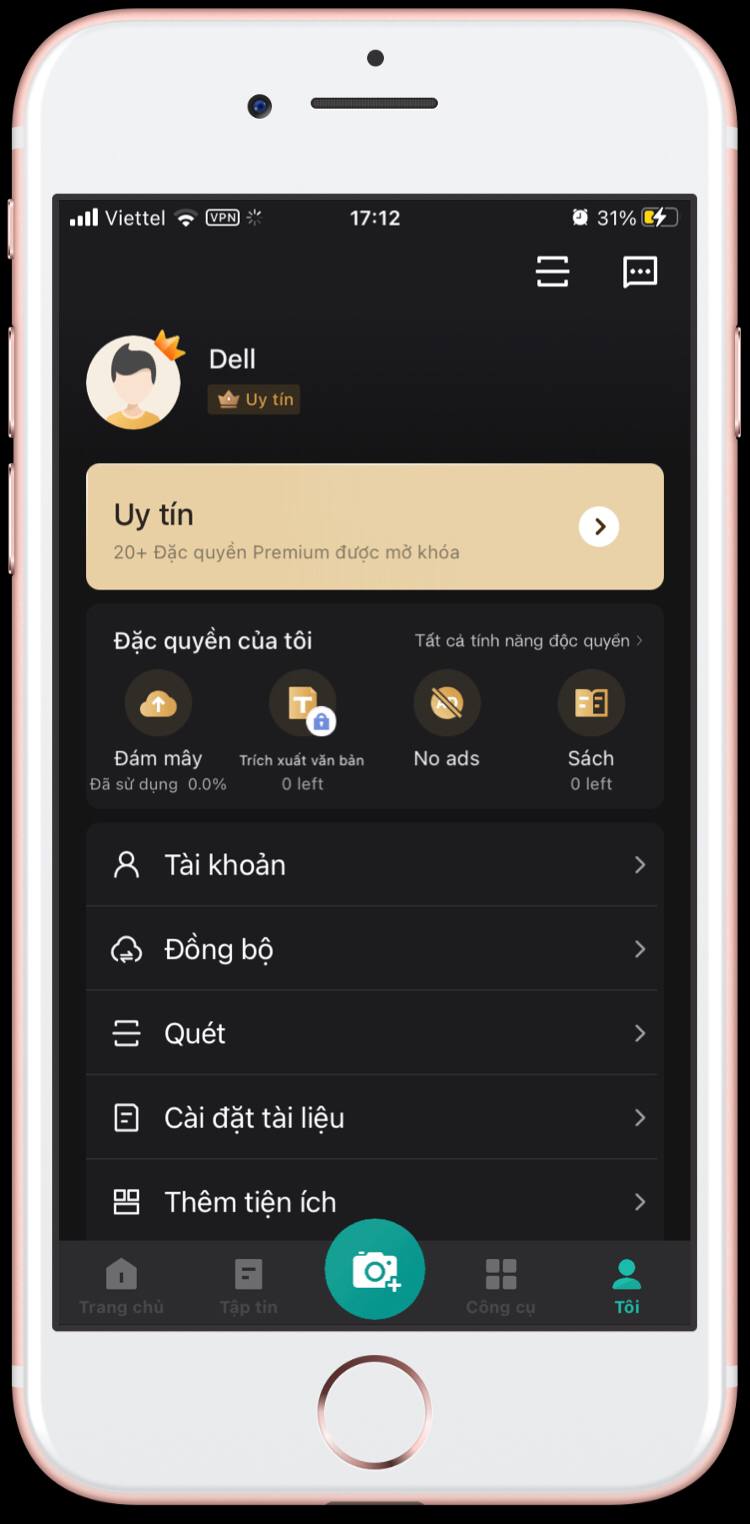 Viettel VPN 17:12 31%
Dell
Uy tín
Uy tín
20+ Đặc quyền Premium được mở khóa
Đặc quyền của tôi Tất cả tính năng độc quyền
T AD
Đám mây Trích xuất văn bản No ads Sách
Đã sử dụng 0.0% 0 left 0 left
Tài khoản
Đồng bộ
Quét
Cài đặt tài liệu
Thêm tiện ích
Trang chủ Tập tin Công cụ Tôi